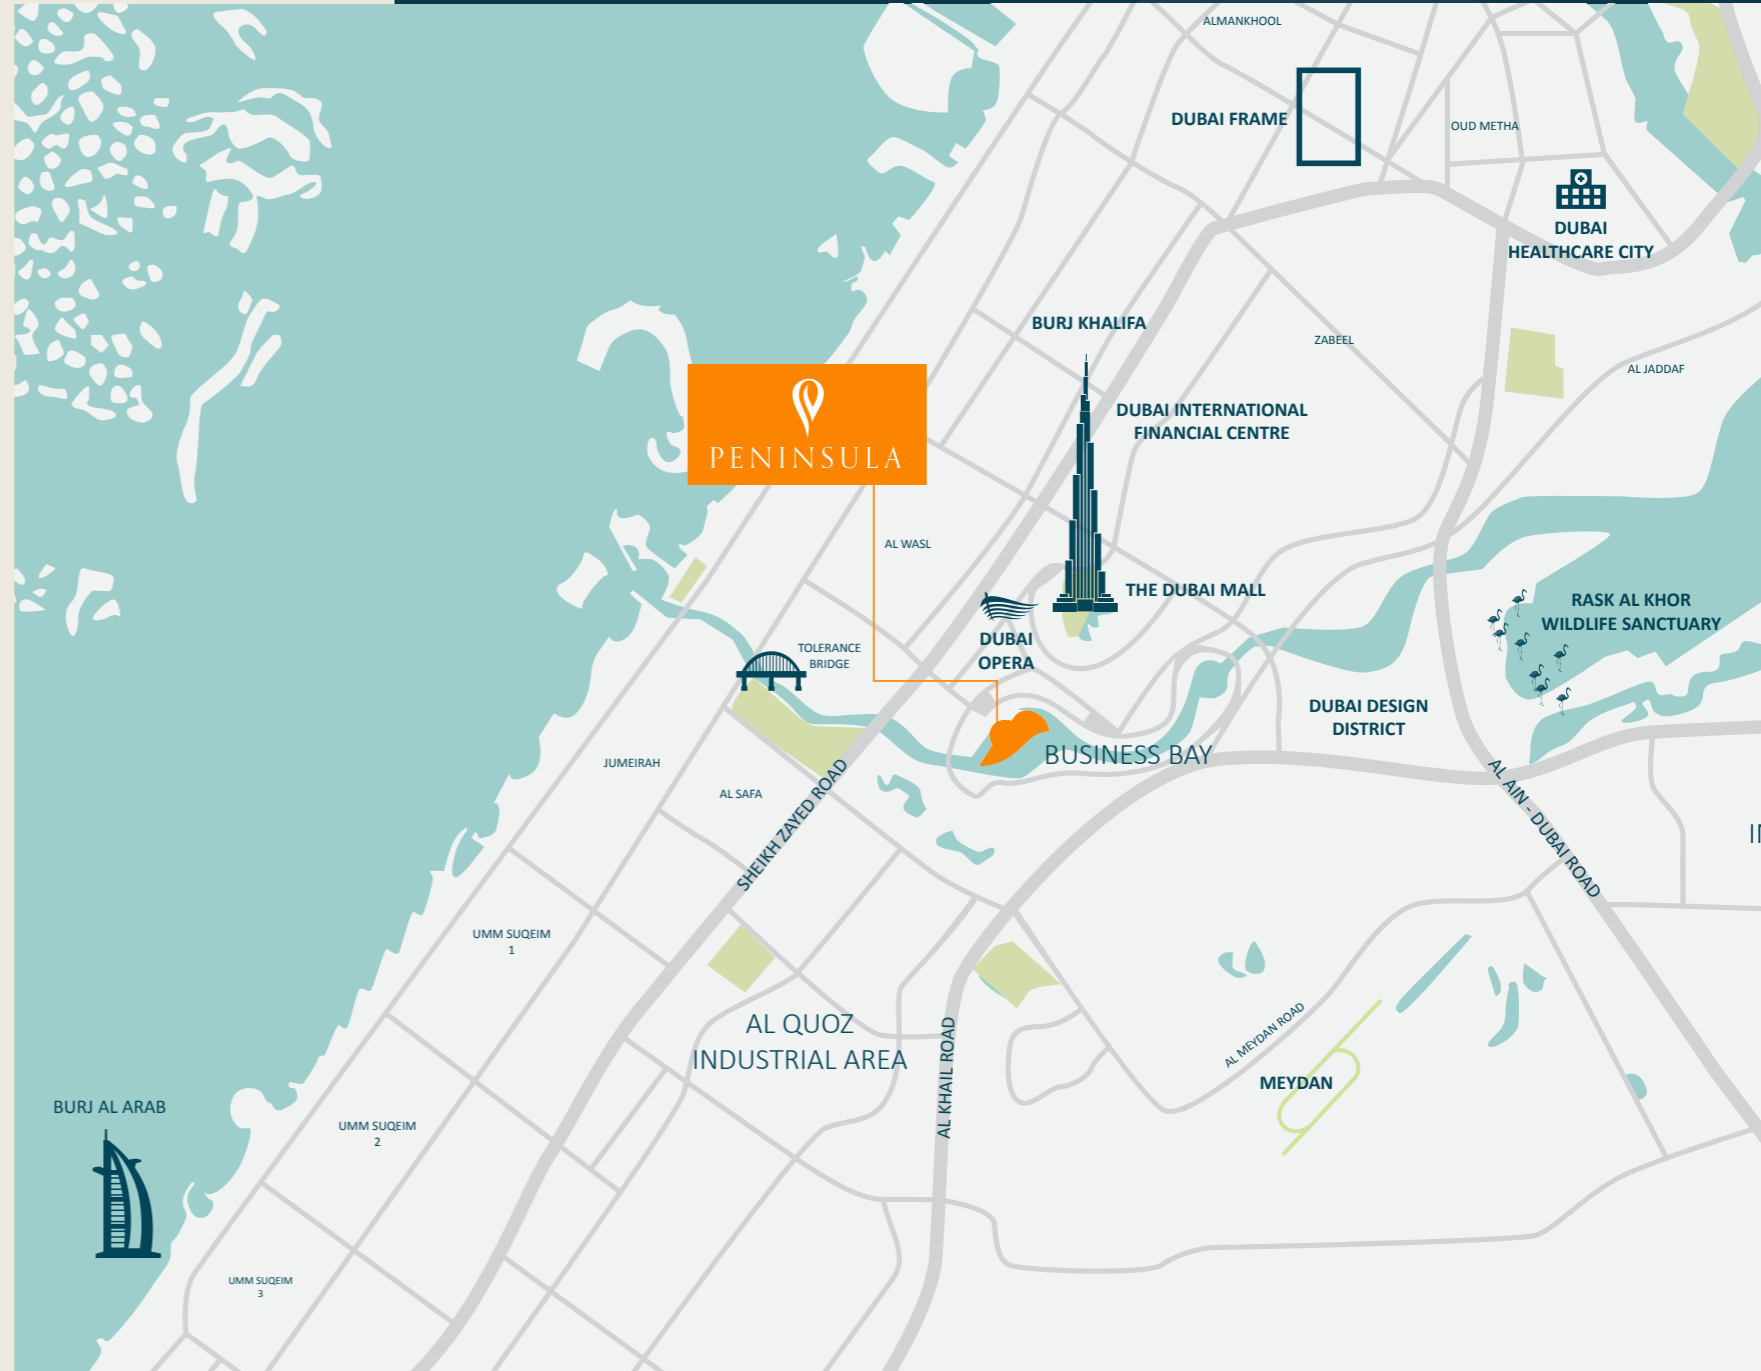 ALMANKHOOL
DUBAI FRAME
OUD METHA
DUBAI
HEALTHCARE CITY
BURJ KHALIFA
ZABEEL
AL JADDAF
DUBAI INTERNATIONAL
FINANCIAL CENTRE
PENINSULA
AL WASL
THE DUBAI MALL
RASK AL KHOR
WILDLIFE SANCTUARY
DUBAI
OPERA
TOLERANCE
BRIDGE
DUBAI DESIGN
DISTRICT
BUSINESS BAY
JUMEIRAH
AL SAFA
SHEIKH ZAYED ROAD
AL AIN - DUBAI ROAD
UMM SUQEIM
1
AL QUOZ
INDUSTRIAL AREA
AL KHAIL ROAD
AL MEYDAN ROAD
MEYDAN
BURJ AL ARAB
UMM SUQEIM
2
UMM SUQEIM
3